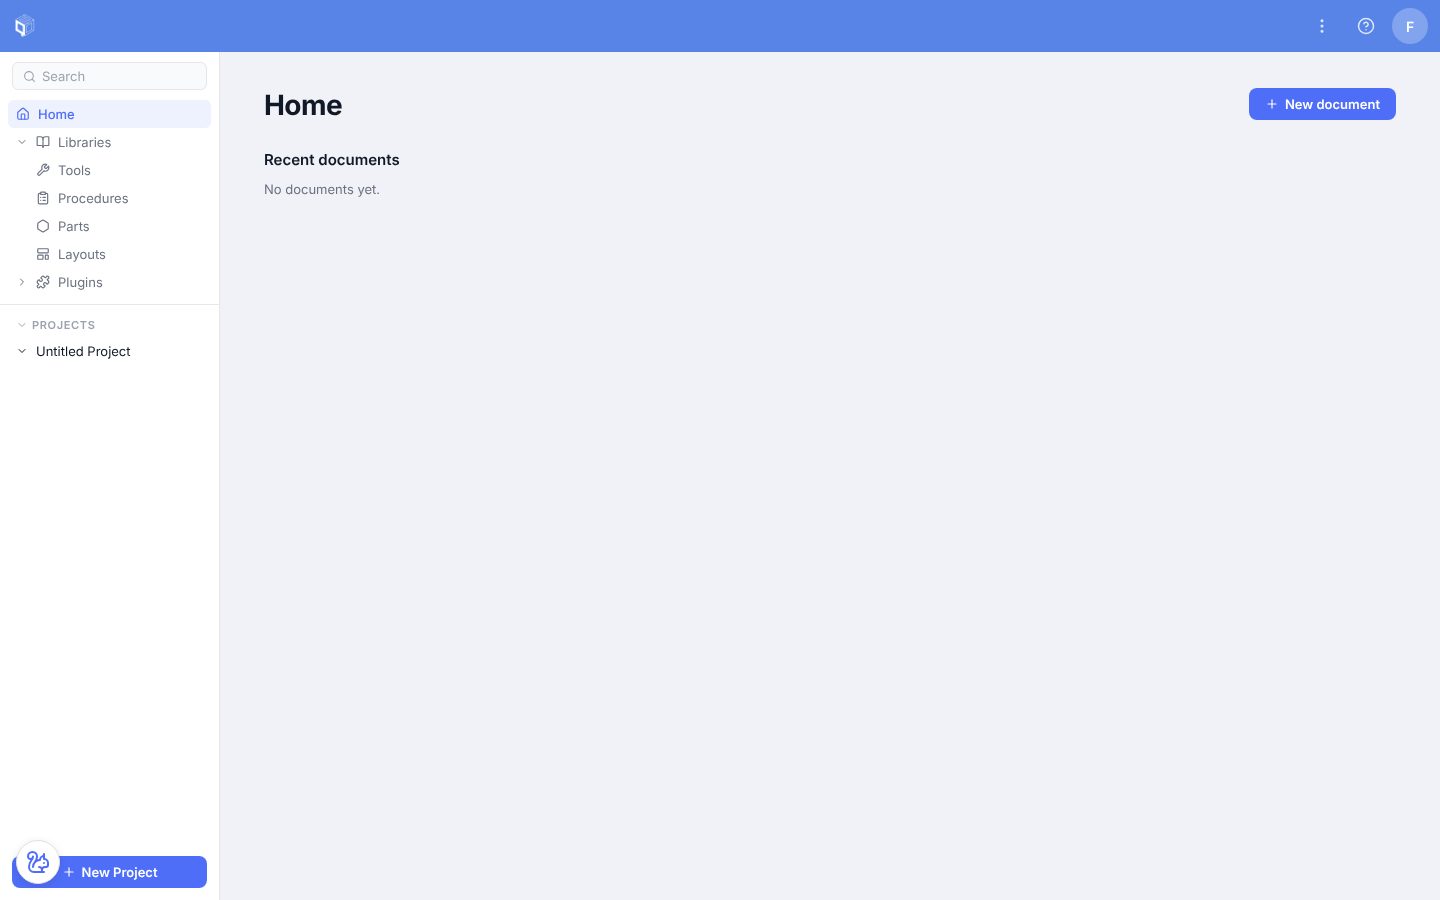 F
Search
Home
Libraries
Tools
Procedures
Parts
Layouts
Plugins
PROJECTS
Untitled Project
New Project
Home
New document
Recent documents
No documents yet.